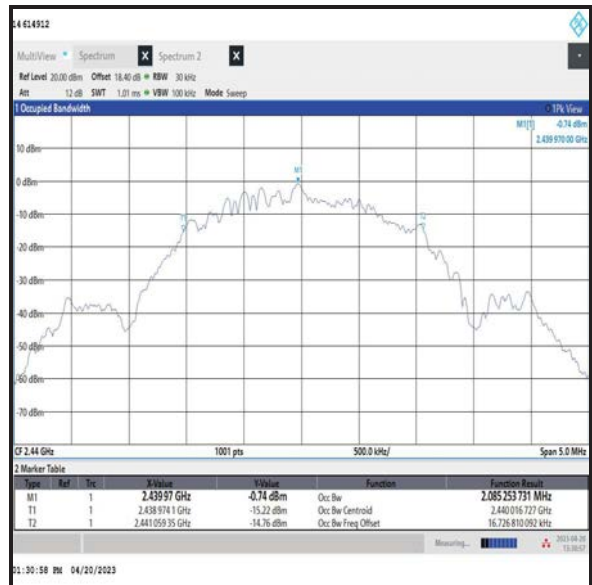 14 614912
MultiView Spectrum X Spectrum 2 X
Ref Level 20.00 dBm Offset 18.40 dB RBW 30 kHz
Att 12 dB SWT 1.01 ms VBW 100 kHz Mode Sweep
1 Occupied Bandwidth 1Pk View
M1[1] -0.74 dBm
2.439 970 00 GHz
10 dBm
M1
0 dBm
-10 dBm
T1 T2
-20 dBm
-30 dBm
-40 dBm
-50 dBm
-60 dBm
-70 dBm
CF 2.44 GHz 1001 pts 500.0 kHz/ Span 5.0 MHz
2 Marker Table
Type Ref Trc X-Value Y-Value Function Function Result
M1 1 2.43997 GHz -0.74 dBm Occ Bw 2.085 253 731 MHz
T1 1 2.438 974 1 GHz -15.22 dBm Occ Bw Centroid 2.440 016 727 GHz
T2 1 2.441 059 35 GHz -14.76 dBm Occ Bw Freq Offset 16.726 810 092 kHz
Measuring...
13:30:57
01:30:58 PM 04/20/2023